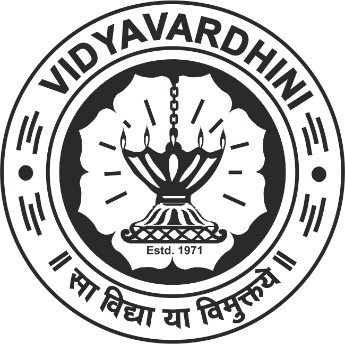 VIDYAVARDHINI
Estd. 1971
॥ सा विद्या या विमुक्तये ॥